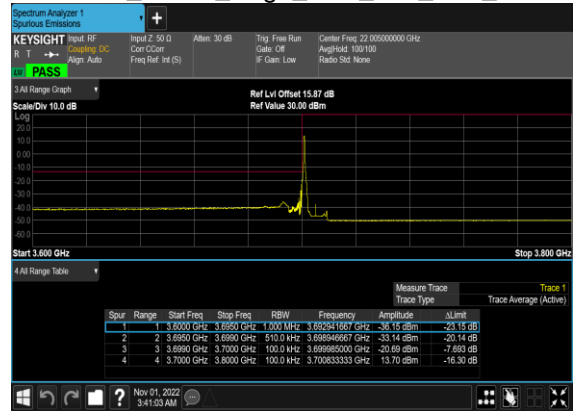 Spectrum Analyzer 1
Spurious Emissions
+
KEYSIGHT Input: RF Input Z: 50 Ω Atten: 30 dB Trig: Free Run Center Freq: 22.005000000 GHz
R T Coupling: DC Corr CCorr Gate: Off Avg|Hold: 100/100
Align: Auto Freq Ref: Int (S) IF Gain: Low Radio Std: None
LW PASS
3 All Range Graph
Ref Lvl Offset 15.87 dB
Scale/Div 10.0 dB Ref Value 30.00 dBm
Log
20.0
10.0
0.00
-10.0
-20.0
-30.0
-40.0
-50.0
-60.0
Start 3.600 GHz Stop 3.800 GHz
4 All Range Table
Measure Trace Trace 1
Trace Type Trace Average (Active)
Spur Range Start Freq Stop Freq RBW Frequency Amplitude ΔLimit
1 1 3.6000 GHz 3.6950 GHz 1.000 MHz 3.692941667 GHz -36.15 dBm -23.15 dB
2 2 3.6950 GHz 3.6990 GHz 510.0 kHz 3.698946667 GHz -33.14 dBm -20.14 dB
3 3 3.6990 GHz 3.7000 GHz 100.0 kHz 3.699985000 GHz -20.69 dBm -7.693 dB
4 4 3.7000 GHz 3.8000 GHz 100.0 kHz 3.700833333 GHz 13.70 dBm -16.30 dB
? Nov 01, 2022
3:41:03 AM